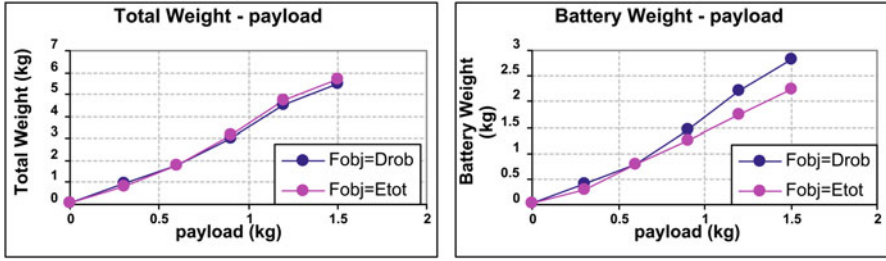 Total Weight - payload
Total Weight (kg)
7
6
5
4
3
2
1
0
0
0.5
1
1.5
2
payload (kg)
Fobj=Drob
Fobj=Etot
Battery Weight - payload
Battery Weight
(kg)
3
2.5
2
1.5
1
0.5
0
0
0.5
1
1.5
2
payload (kg)
Fobj=Drob
Fobj=Etot